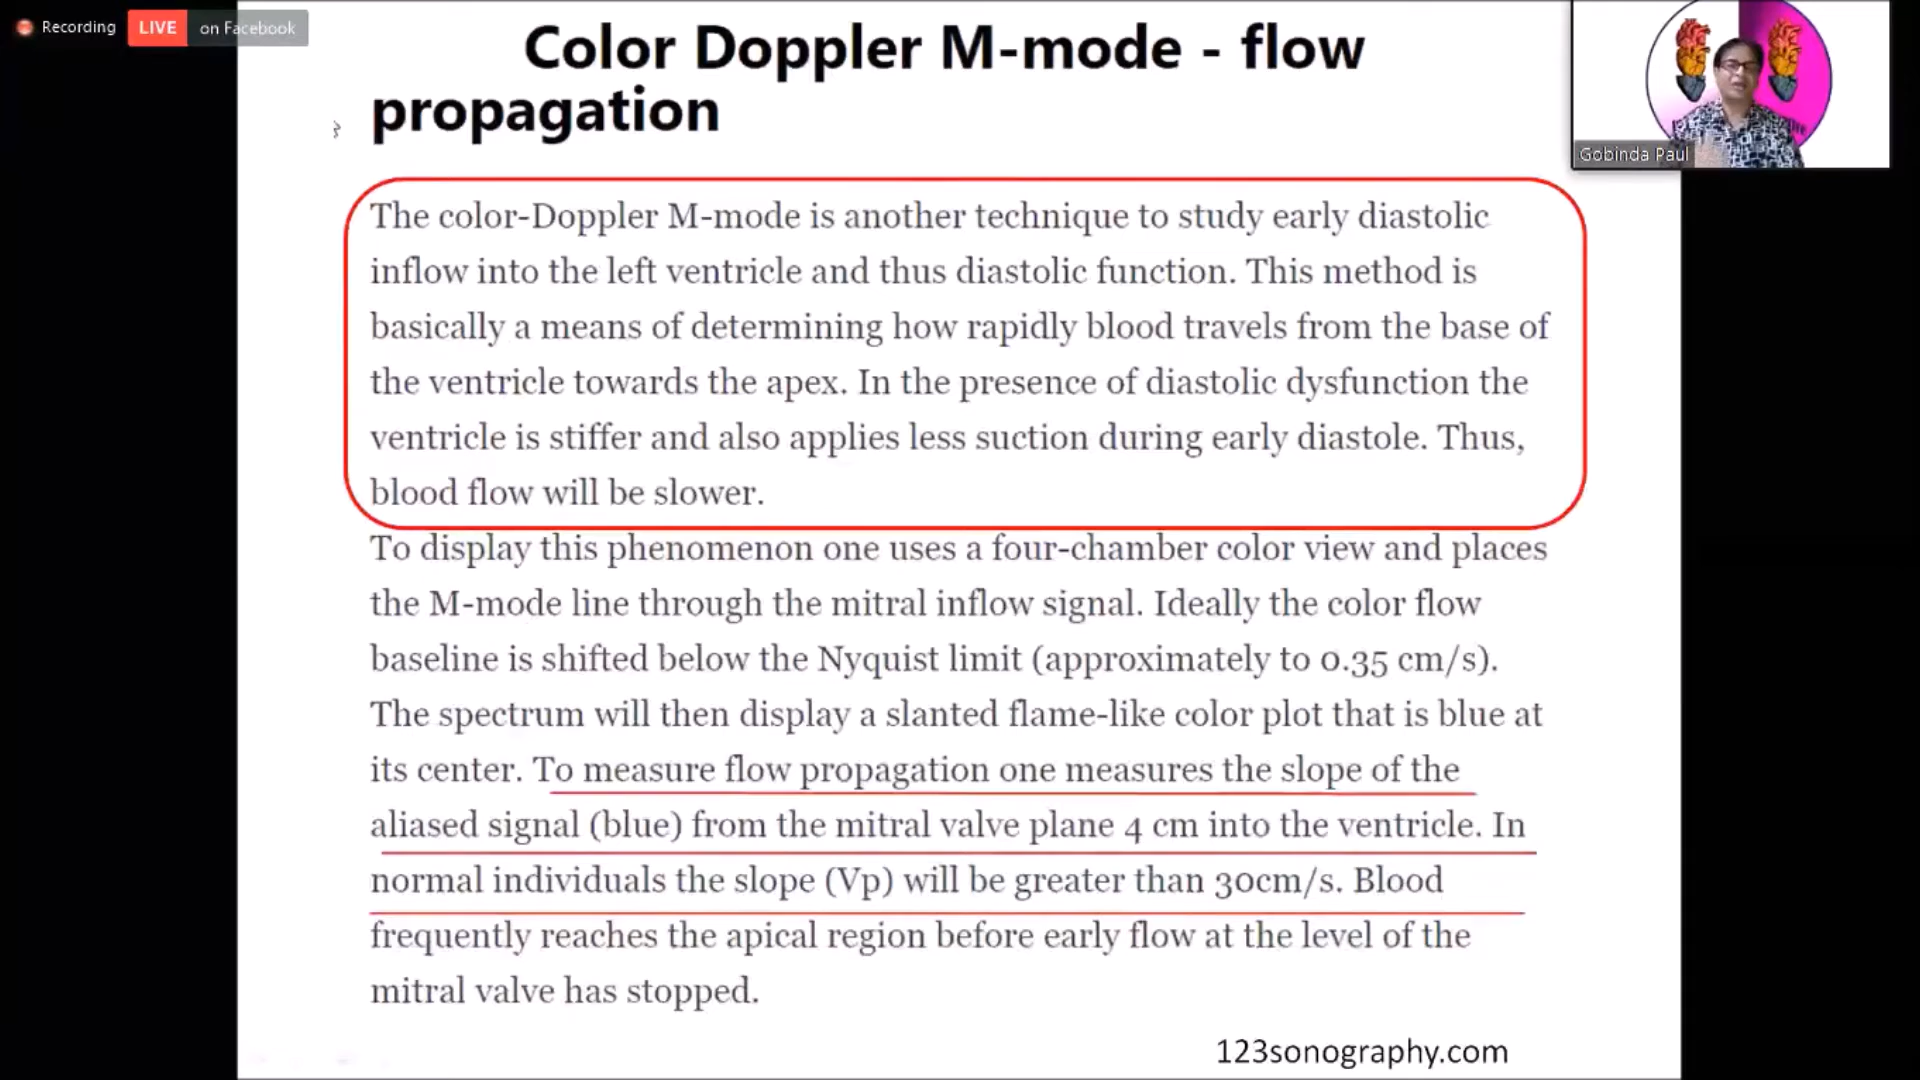 Recording
LIVE on Facebook
Color Doppler M-mode - flow
propagation
Gobinda Paul
The color-Doppler M-mode is another technique to study early diastolic
inflow into the left ventricle and thus diastolic function. This method is
basically a means of determining how rapidly blood travels from the base of
the ventricle towards the apex. In the presence of diastolic dysfunction the
ventricle is stiffer and also applies less suction during early diastole. Thus,
blood flow will be slower.
To display this phenomenon one uses a four-chamber color view and places
the M-mode line through the mitral inflow signal. Ideally the color flow
baseline is shifted below the Nyquist limit (approximately to 0.35 cm/s).
The spectrum will then display a slanted flame-like color plot that is blue at
its center. To measure flow propagation one measures the slope of the
aliased signal (blue) from the mitral valve plane 4 cm into the ventricle. In
normal individuals the slope (Vp) will be greater than 30cm/s. Blood
frequently reaches the apical region before early flow at the level of the
mitral valve has stopped.
123sonography.com